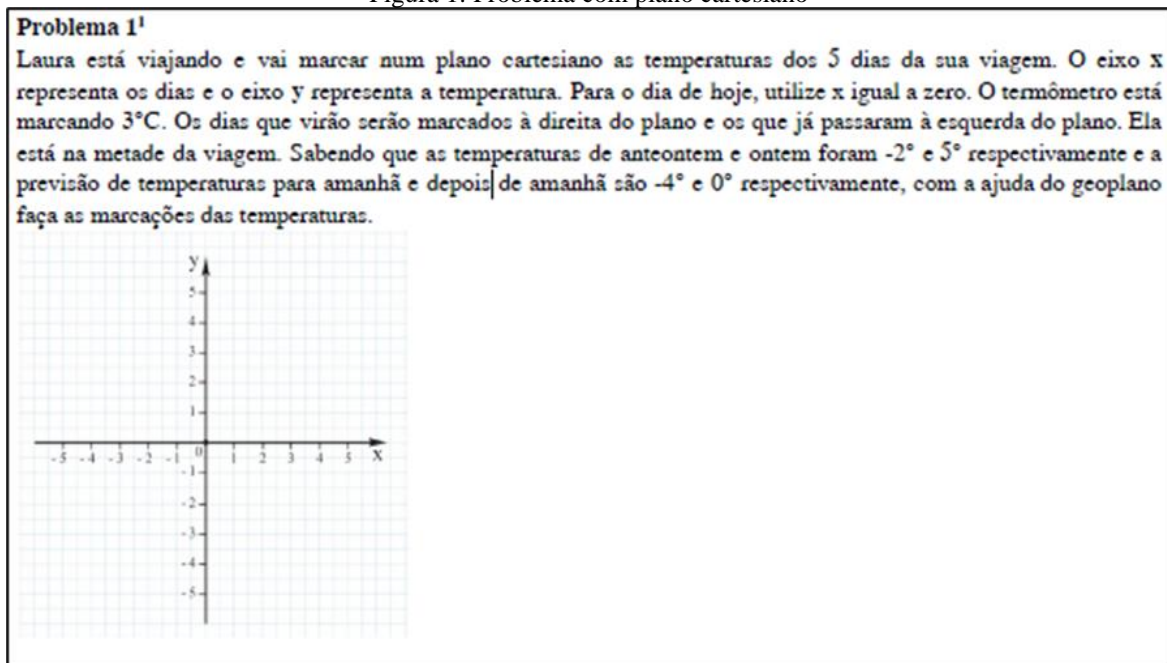 Figura 1: Problema com plano cartesiano
Problema 1¹
Laura está viajando e vai marcar num plano cartesiano as temperaturas dos 5 dias da sua viagem. O eixo x
representa os dias e o eixo y representa a temperatura. Para o dia de hoje, utilize x igual a zero. O termômetro está
marcando 3°C. Os dias que virão serão marcados à direita do plano e os que já passaram à esquerda do plano. Ela
está na metade da viagem. Sabendo que as temperaturas de anteontem e ontem foram -2° e 5° respectivamente e a
previsão de temperaturas para amanhã e depois de amanhã são -4° e 0° respectivamente, com a ajuda do geoplano
faça as marcações das temperaturas.
y
5
4
3
2
1
-5 -4 -3 -2 -1 0 1 2 3 4 5 x
-1
-2
-3
-4
-5